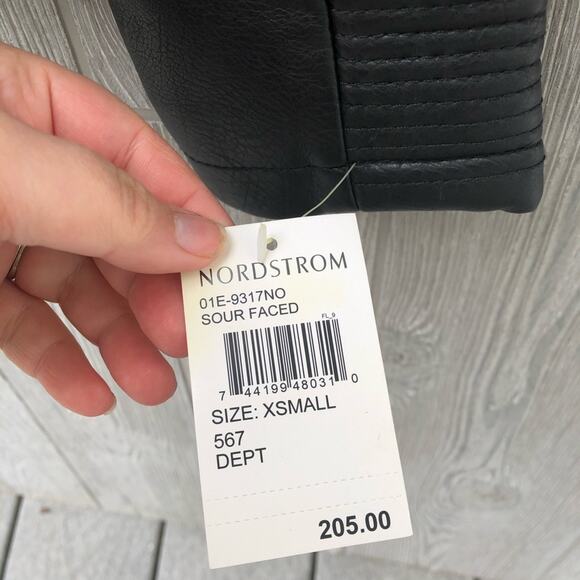 NORDSTROM
01E-9317NO
SOUR FACED
FL_9
7 44199 48031 0
SIZE: XSMALL
567
DEPT
205.00